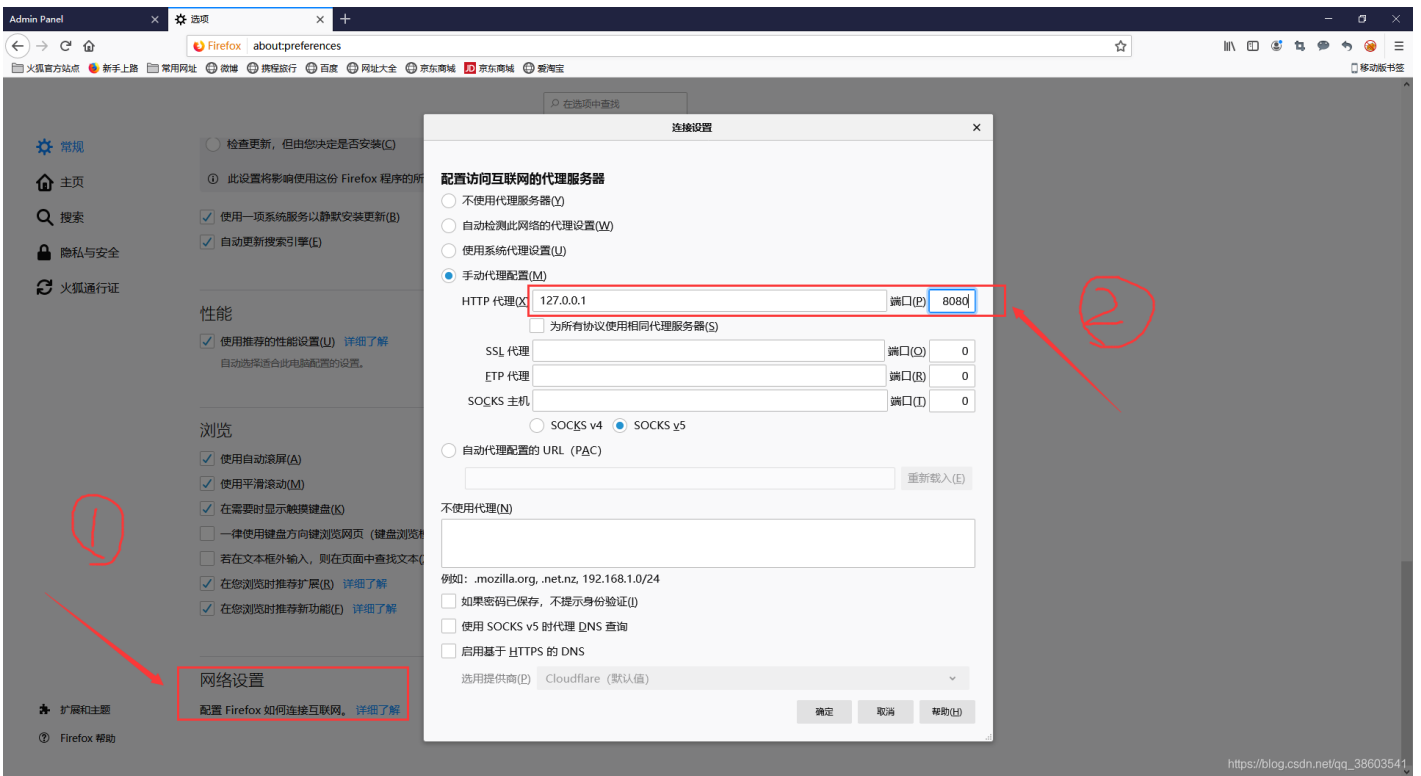 Admin Panel
选项
Firefox about:preferences
火狐官方站点 新手上路 常用网址 微博 携程旅行 百度 网址大全 京东商城 JD 京东商城 爱淘宝 移动版书签
在选项中查找
常规
主页
搜索
隐私与安全
火狐通行证
扩展和主题
Firefox 帮助
检查更新，但由您决定是否安装(C)
此设置将影响使用这份 Firefox 程序的所
使用一项系统服务以静默安装更新(B)
自动更新搜索引擎(E)
性能
使用推荐的性能设置(U) 详细了解
自动选择适合此电脑配置的设置。
浏览
使用自动滚屏(A)
使用平滑滚动(M)
在需要时显示触摸键盘(K)
一律使用键盘方向键浏览网页（键盘浏览
若在文本框外输入，则在页面中查找文本(
在您浏览时推荐扩展(R) 详细了解
在您浏览时推荐新功能(F) 详细了解
网络设置
配置 Firefox 如何连接互联网。 详细了解
1
连接设置
配置访问互联网的代理服务器
不使用代理服务器(Y)
自动检测此网络的代理设置(W)
使用系统代理设置(U)
手动代理配置(M)
HTTP 代理(X) 127.0.0.1 端口(P) 8080
为所有协议使用相同代理服务器(S)
SSL 代理 端口(O) 0
FTP 代理 端口(R) 0
SOCKS 主机 端口(T) 0
SOCKS v4 SOCKS v5
自动代理配置的 URL（PAC）
重新载入(E)
不使用代理(N)
例如：.mozilla.org, .net.nz, 192.168.1.0/24
如果密码已保存，不提示身份验证(I)
使用 SOCKS v5 时代理 DNS 查询
启用基于 HTTPS 的 DNS
选用提供商(P) Cloudflare（默认值）
确定 取消 帮助(H)
2
https://blog.csdn.net/qq_38603541